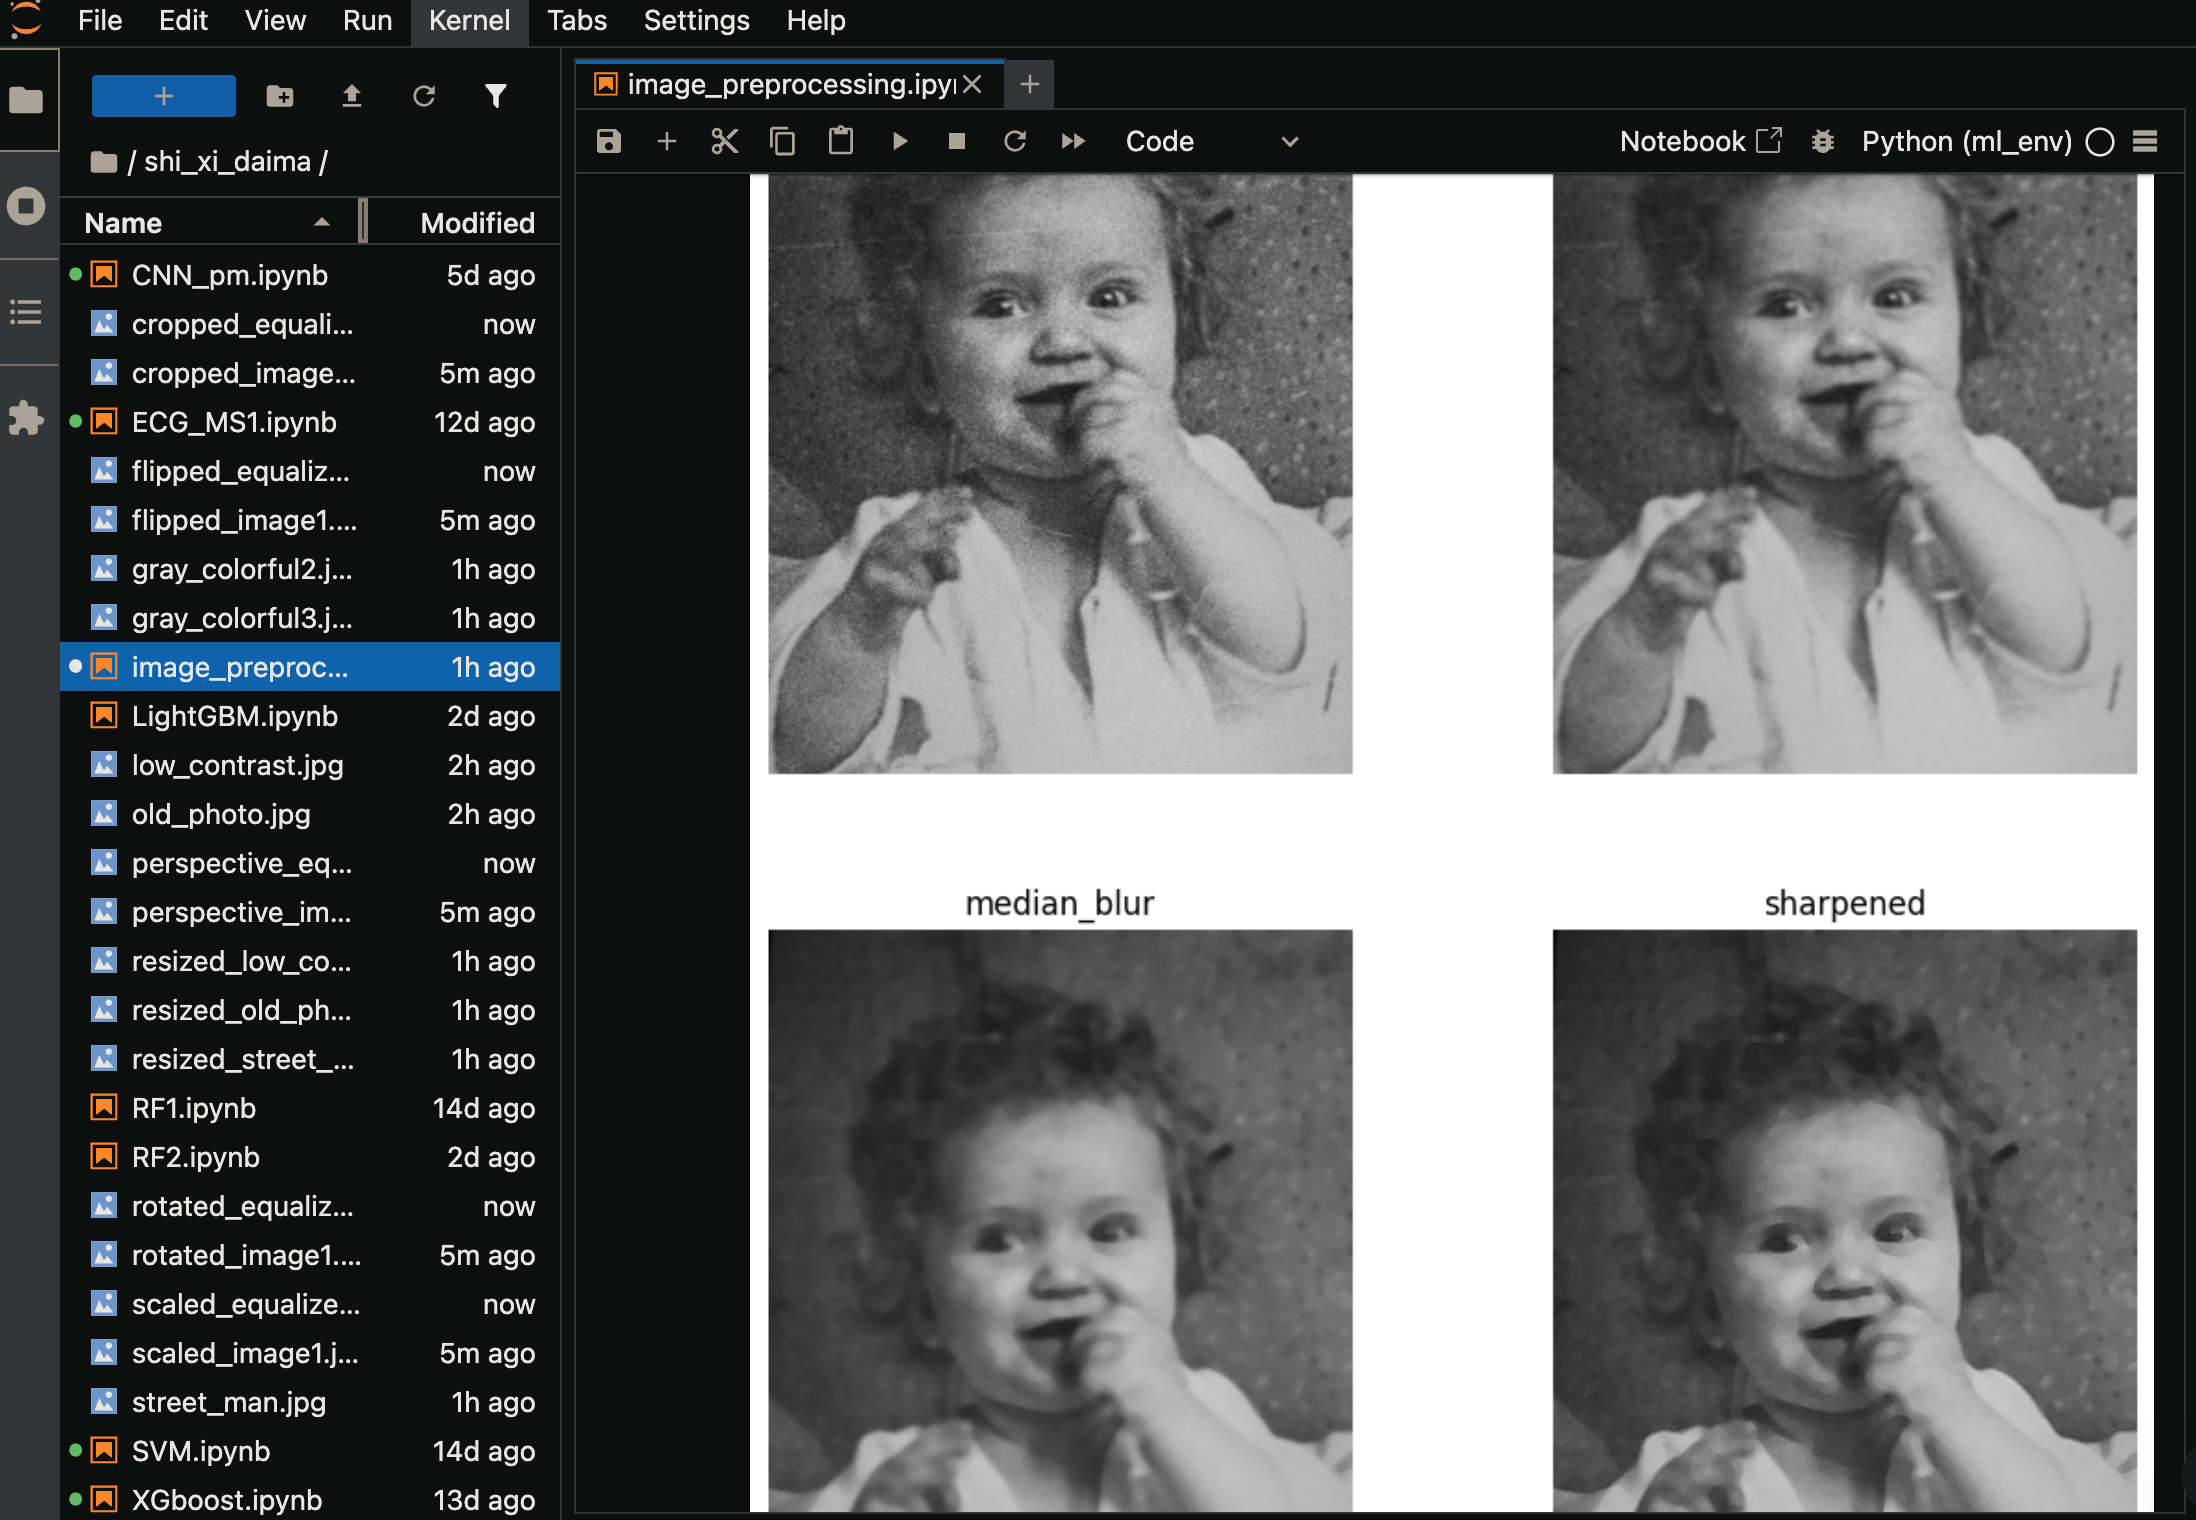 File Edit View Run Kernel Tabs Settings Help
/ shi_xi_daima /
Name Modified
CNN_pm.ipynb 5d ago
cropped_equali... now
cropped_image... 5m ago
ECG_MS1.ipynb 12d ago
flipped_equaliz... now
flipped_image1.... 5m ago
gray_colorful2.j... 1h ago
gray_colorful3.j... 1h ago
image_preproc... 1h ago
LightGBM.ipynb 2d ago
low_contrast.jpg 2h ago
old_photo.jpg 2h ago
perspective_eq... now
perspective_im... 5m ago
resized_low_co... 1h ago
resized_old_ph... 1h ago
resized_street_... 1h ago
RF1.ipynb 14d ago
RF2.ipynb 2d ago
rotated_equaliz... now
rotated_image1.... 5m ago
scaled_equalize... now
scaled_image1.j... 5m ago
street_man.jpg 1h ago
SVM.ipynb 14d ago
XGboost.ipynb 13d ago
image_preprocessing.ipyn
Code Notebook Python (ml_env)
median_blur sharpened